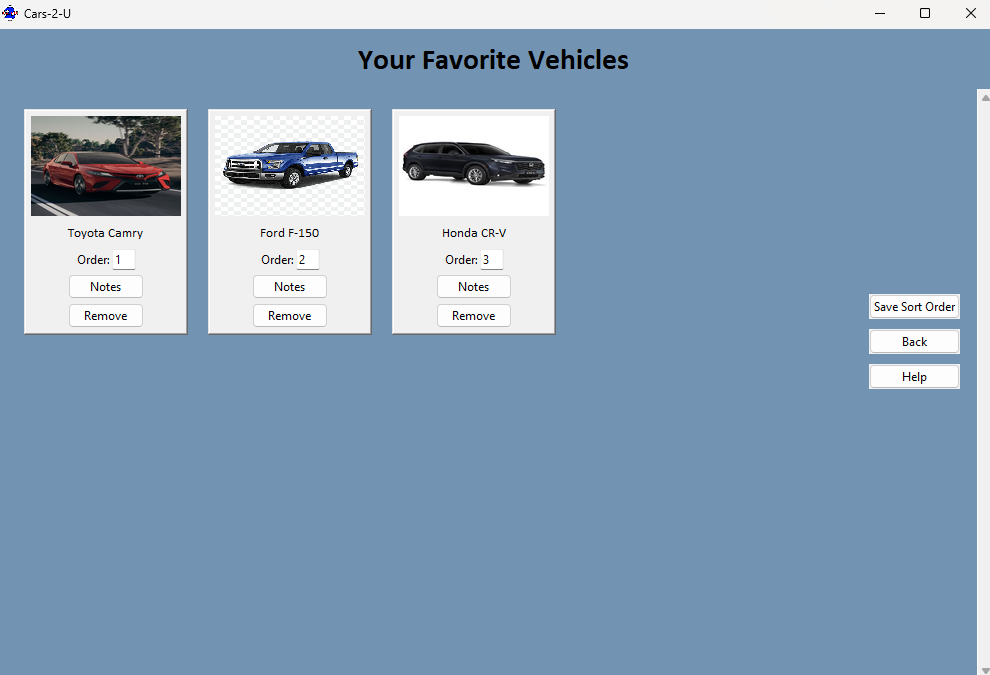 Cars-2-U
Your Favorite Vehicles
Toyota Camry
Order: 1
Notes
Remove
Ford F-150
Order: 2
Notes
Remove
Honda CR-V
Order: 3
Notes
Remove
Save Sort Order
Back
Help